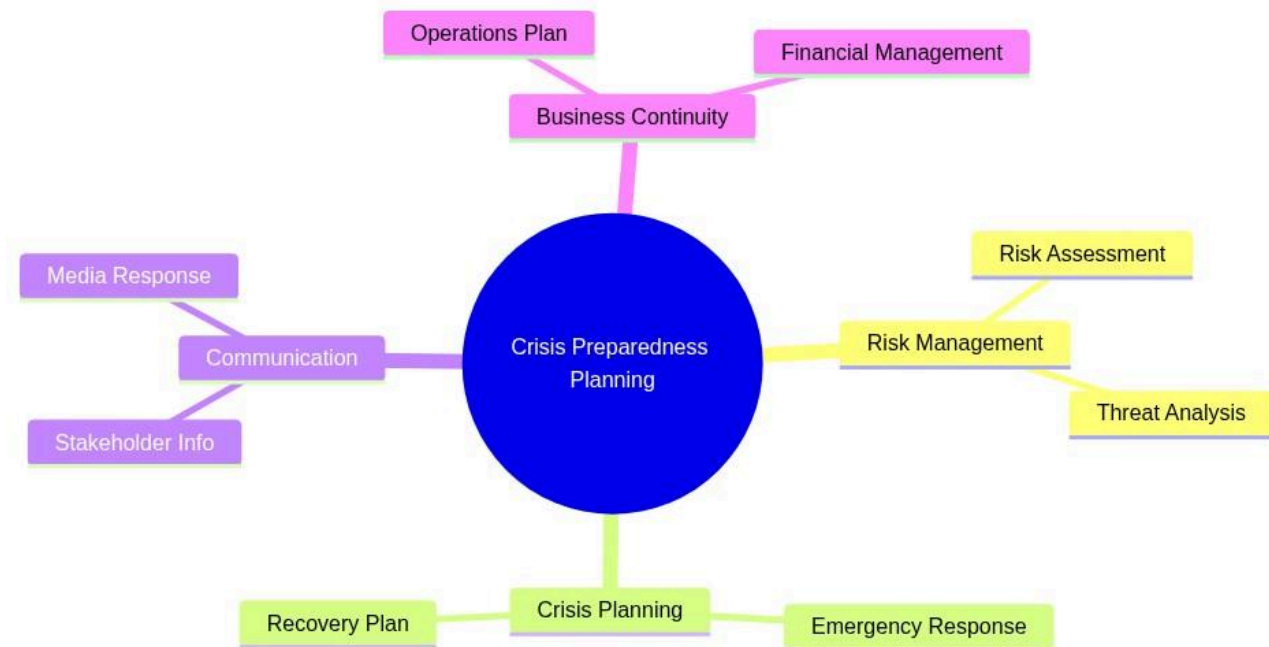 Operations Plan
Financial Management
Business Continuity
Risk Assessment
Media Response
Risk Management
Crisis Preparedness
Planning
Communication
Threat Analysis
Stakeholder Info
Crisis Planning
Recovery Plan
Emergency Response